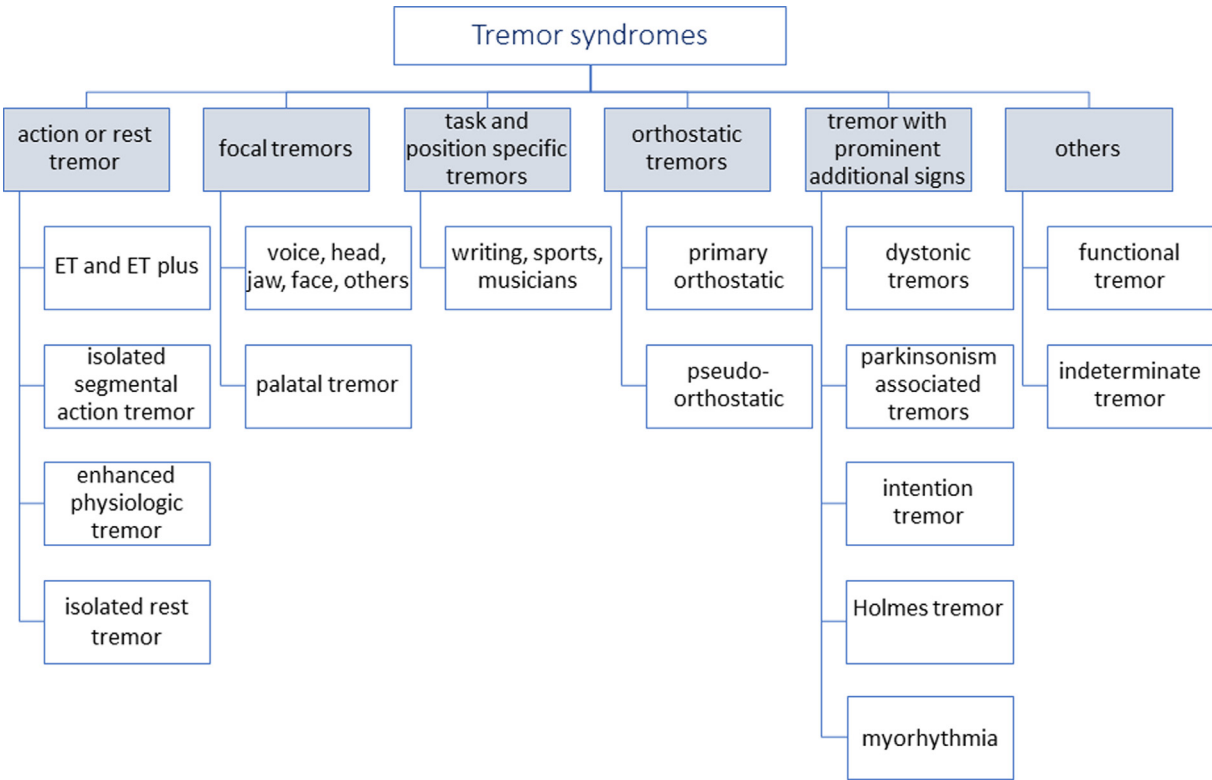 Tremor syndromes
action or rest
tremor
focal tremors
task and
position specific
tremors
orthostatic
tremors
tremor with
prominent
additional signs
others
ET and ET plus
isolated
segmental
action tremor
enhanced
physiologic
tremor
isolated rest
tremor
voice, head,
jaw, face, others
palatal tremor
writing, sports,
musicians
primary
orthostatic
pseudo-
orthostatic
dystonic
tremors
parkinsonism
associated
tremors
intention
tremor
Holmes tremor
myorhythmia
functional
tremor
indeterminate
tremor